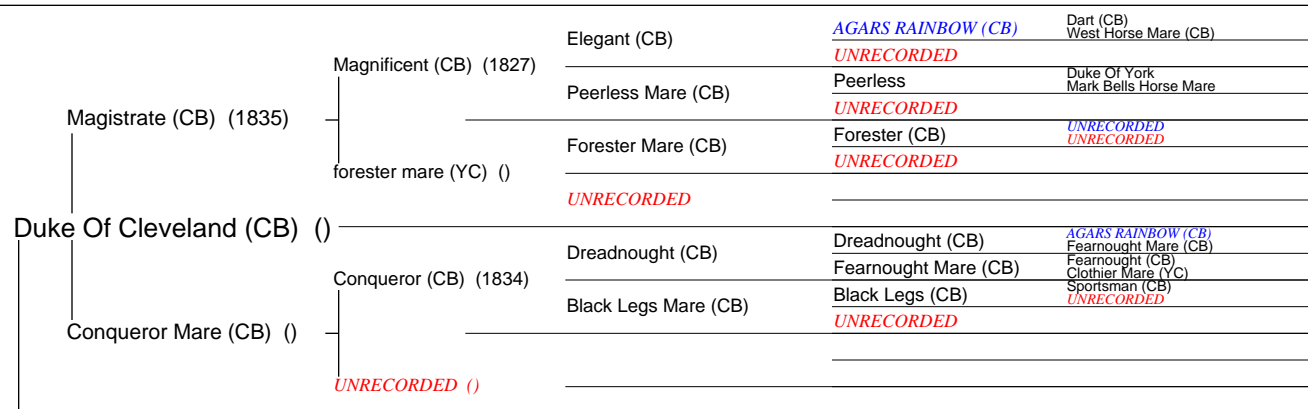 Elegant (CB)
AGARS RAINBOW (CB)
Dart (CB)
West Horse Mare (CB)
UNRECORDED
Magnificent (CB) (1827)
Peerless Mare (CB)
Peerless
Duke Of York
Mark Bells Horse Mare
UNRECORDED
Magistrate (CB) (1835)
Forester Mare (CB)
Forester (CB)
UNRECORDED
UNRECORDED
UNRECORDED
forester mare (YC) ()
UNRECORDED
Duke Of Cleveland (CB) ()
Dreadnought (CB)
Dreadnought (CB)
AGARS RAINBOW (CB)
Fearnought Mare (CB)
Conqueror (CB) (1834)
Fearnought Mare (CB)
Fearnought (CB)
Clothier Mare (YC)
Black Legs Mare (CB)
Black Legs (CB)
Sportsman (CB)
UNRECORDED
UNRECORDED
Conqueror Mare (CB) ()
UNRECORDED ()